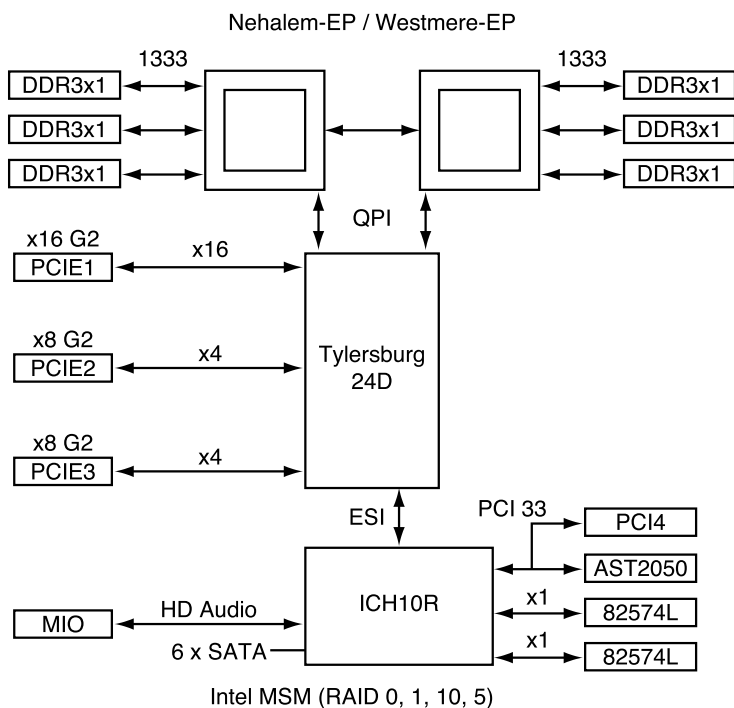 Nehalem-EP / Westmere-EP
1333
1333
DDR3x1
DDR3x1
DDR3x1
DDR3x1
DDR3x1
DDR3x1
QPI
x16 G2
PCIE1
x16
x8 G2
PCIE2
x4
Tylersburg
24D
x8 G2
PCIE3
x4
ESI
PCI 33
PCI4
AST2050
ICH10R
x1
82574L
x1
82574L
MIO
HD Audio
6 x SATA
Intel MSM (RAID 0, 1, 10, 5)